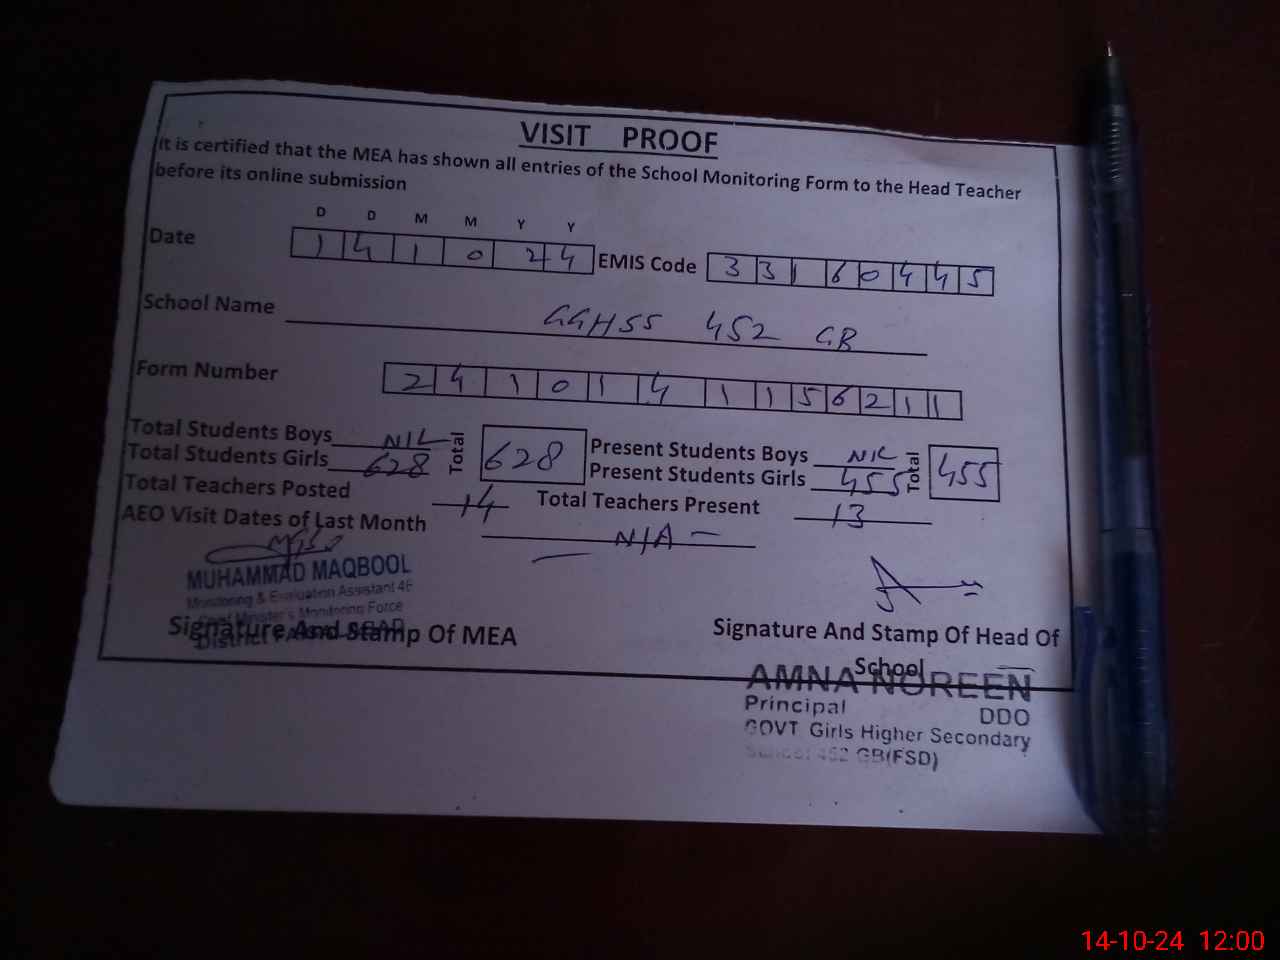 VISIT PROOF
It is certified that the MEA has shown all entries of the School Monitoring Form to the Head Teacher
before its online submission
D D M M Y Y
Date 1 4 1 0 2 4 EMIS Code 3 3 1 6 0 4 4 5
School Name GGHSS 452 GB
Form Number 2 4 1 0 1 4 1 1 5 6 2 1 1
Total Students Boys NIL Total 628 Present Students Boys NIL Total 455
Total Students Girls 628 Present Students Girls 455
Total Teachers Posted 14 Total Teachers Present 13
AEO Visit Dates of Last Month — N/A —
MUHAMMAD MAQBOOL
Monitoring & Evaluation Assistant
Minister's Monitoring Force
District
Signature And Stamp Of MEA
Signature And Stamp Of Head Of
School
AMNA NOREEN
Principal DDO
GOVT Girls Higher Secondary
School 452 GB(FSD)
14-10-24 12:00